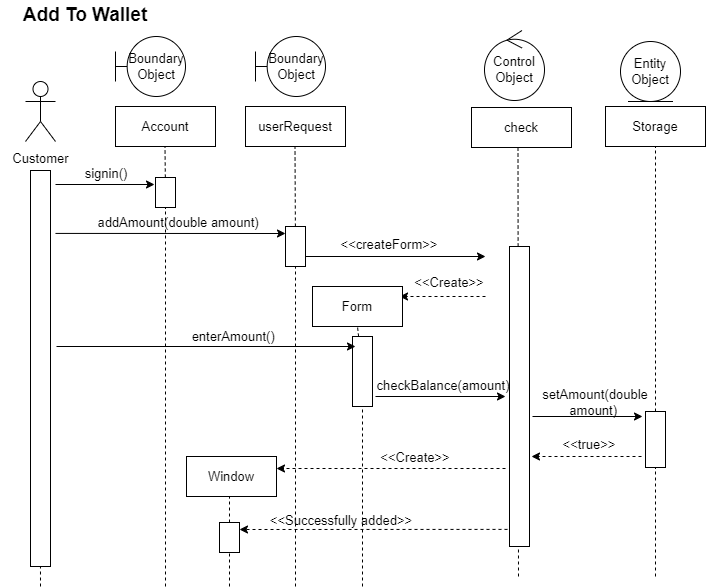 Add To Wallet
Boundary
Object
Boundary
Object
Control
Object
Entity
Object
Account
userRequest
check
Storage
Customer
signin()
addAmount(double amount)
<<createForm>>
<<Create>>
Form
enterAmount()
checkBalance(amount)
setAmount(double
amount)
<<true>>
<<Create>>
Window
<<Successfully added>>